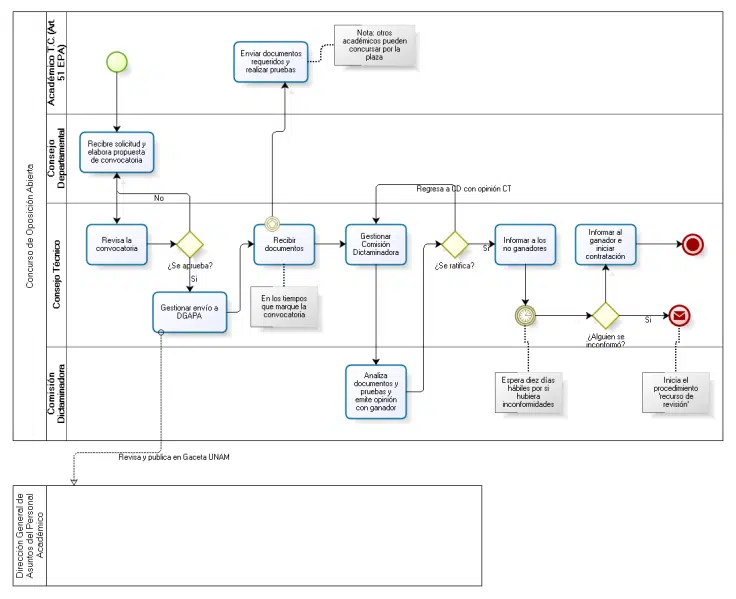 Concurso de Oposición Abierta
Académico T.C. (Art.
51 EPA)
Enviar documentos
requeridos y
realizar pruebas
Nota: otros
académicos pueden
concursar por la
plaza
Consejo
Departamental
Recibre solicitud y
elabora propuesta
de convocatoria
No
Regresa a CD con opinión CT
Consejo Técnico
Revisa la
convocatoria
¿Se aprueba?
Si
Gestionar envío a
DGAPA
Recibir
documentos
En los tiempos
que marque la
convocatoria
Gestionar
Comisión
Dictaminadora
¿Se ratifica?
Si
Informar a los
no ganadores
Informar al
ganador e
iniciar
contratación
¿Alguien se
inconformó?
Si
Comisión
Dictaminadora
Analiza
documentos y
pruebas y
emite opinión
con ganador
Espera diez días
hábiles por si
hubiera
inconformidades
Inicia el
procedimiento
'recurso de
revisión'
Revisa y publica en Gaceta UNAM
Dirección General de
Asuntos del Personal
Académico